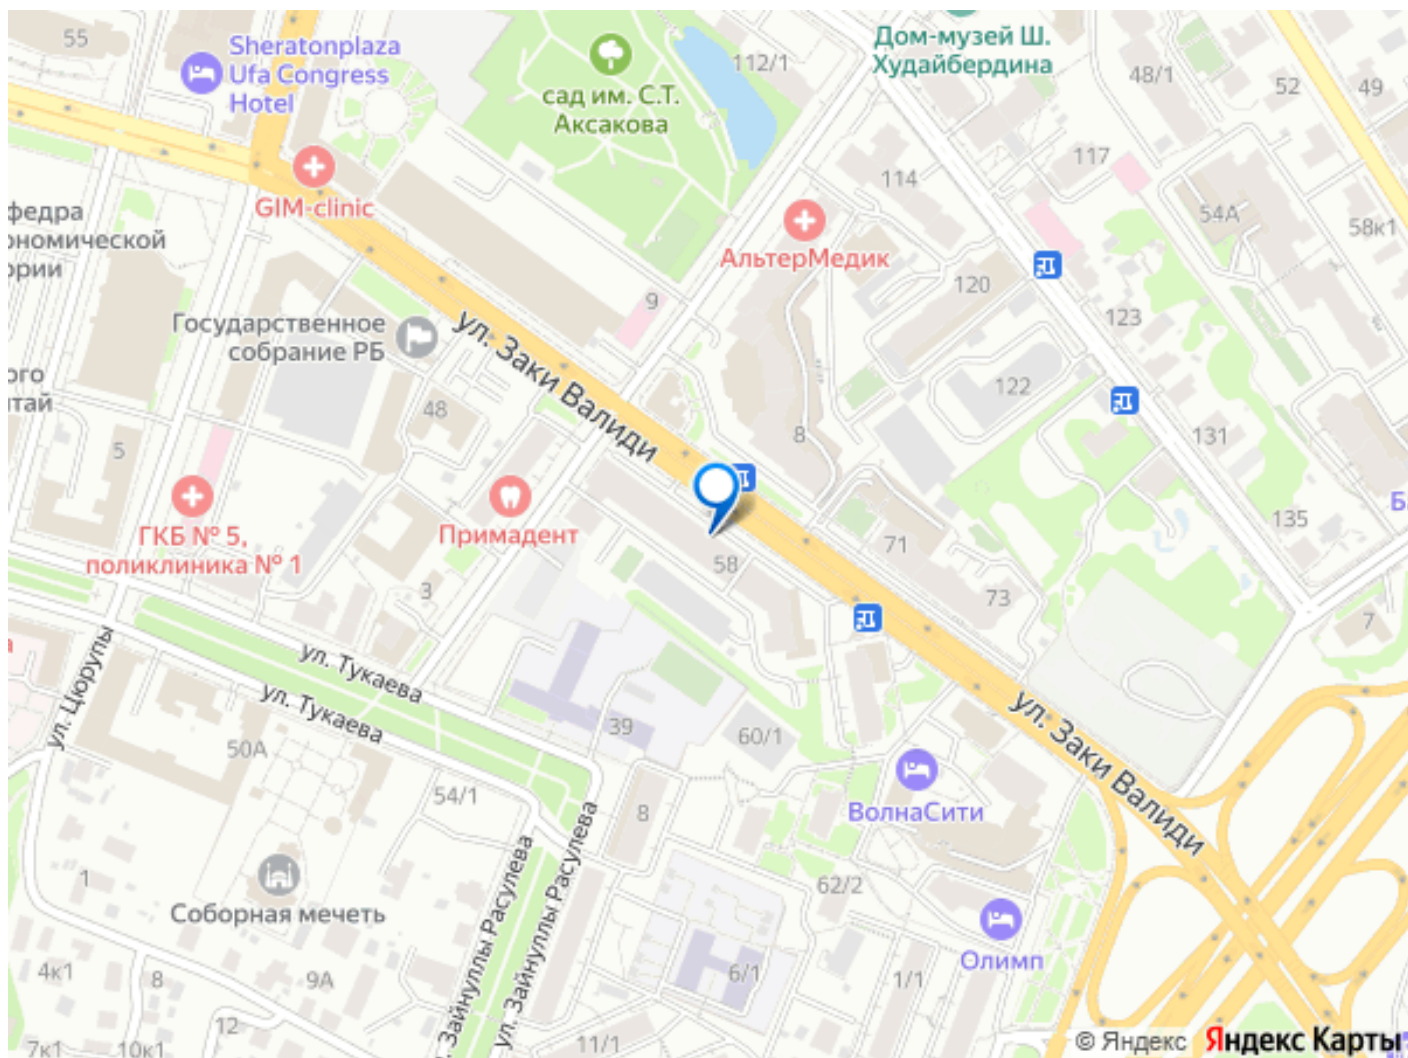 55
Sheratonplaza
Ufa Congress
Hotel
сад им. С.Т.
Аксакова
112/1
Дом-музей Ш.
Худайбердина
48/1
52
49
117
114
54А
58к1
GIM-clinic
АльтерМедик
федра
ономической
рии
120
123
122
9
Государственное
собрание РБ
ул. Заки Валиди
ого
тай
48
5
8
131
135
ГКБ № 5,
поликлиника № 1
Примадент
58
71
73
3
7
ул. Цюрупы
ул. Тукаева
ул. Тукаева
50А
39
60/1
ул. Заки Валиди
ВолнаСити
54/1
8
62/2
ул. Зайнуллы Расулева
ул. Зайнуллы Расулева
1
Соборная мечеть
Олимп
4к1
8
9А
6/1
1/1
12
7к1
10к1
11/1
© Яндекс Яндекс Карты